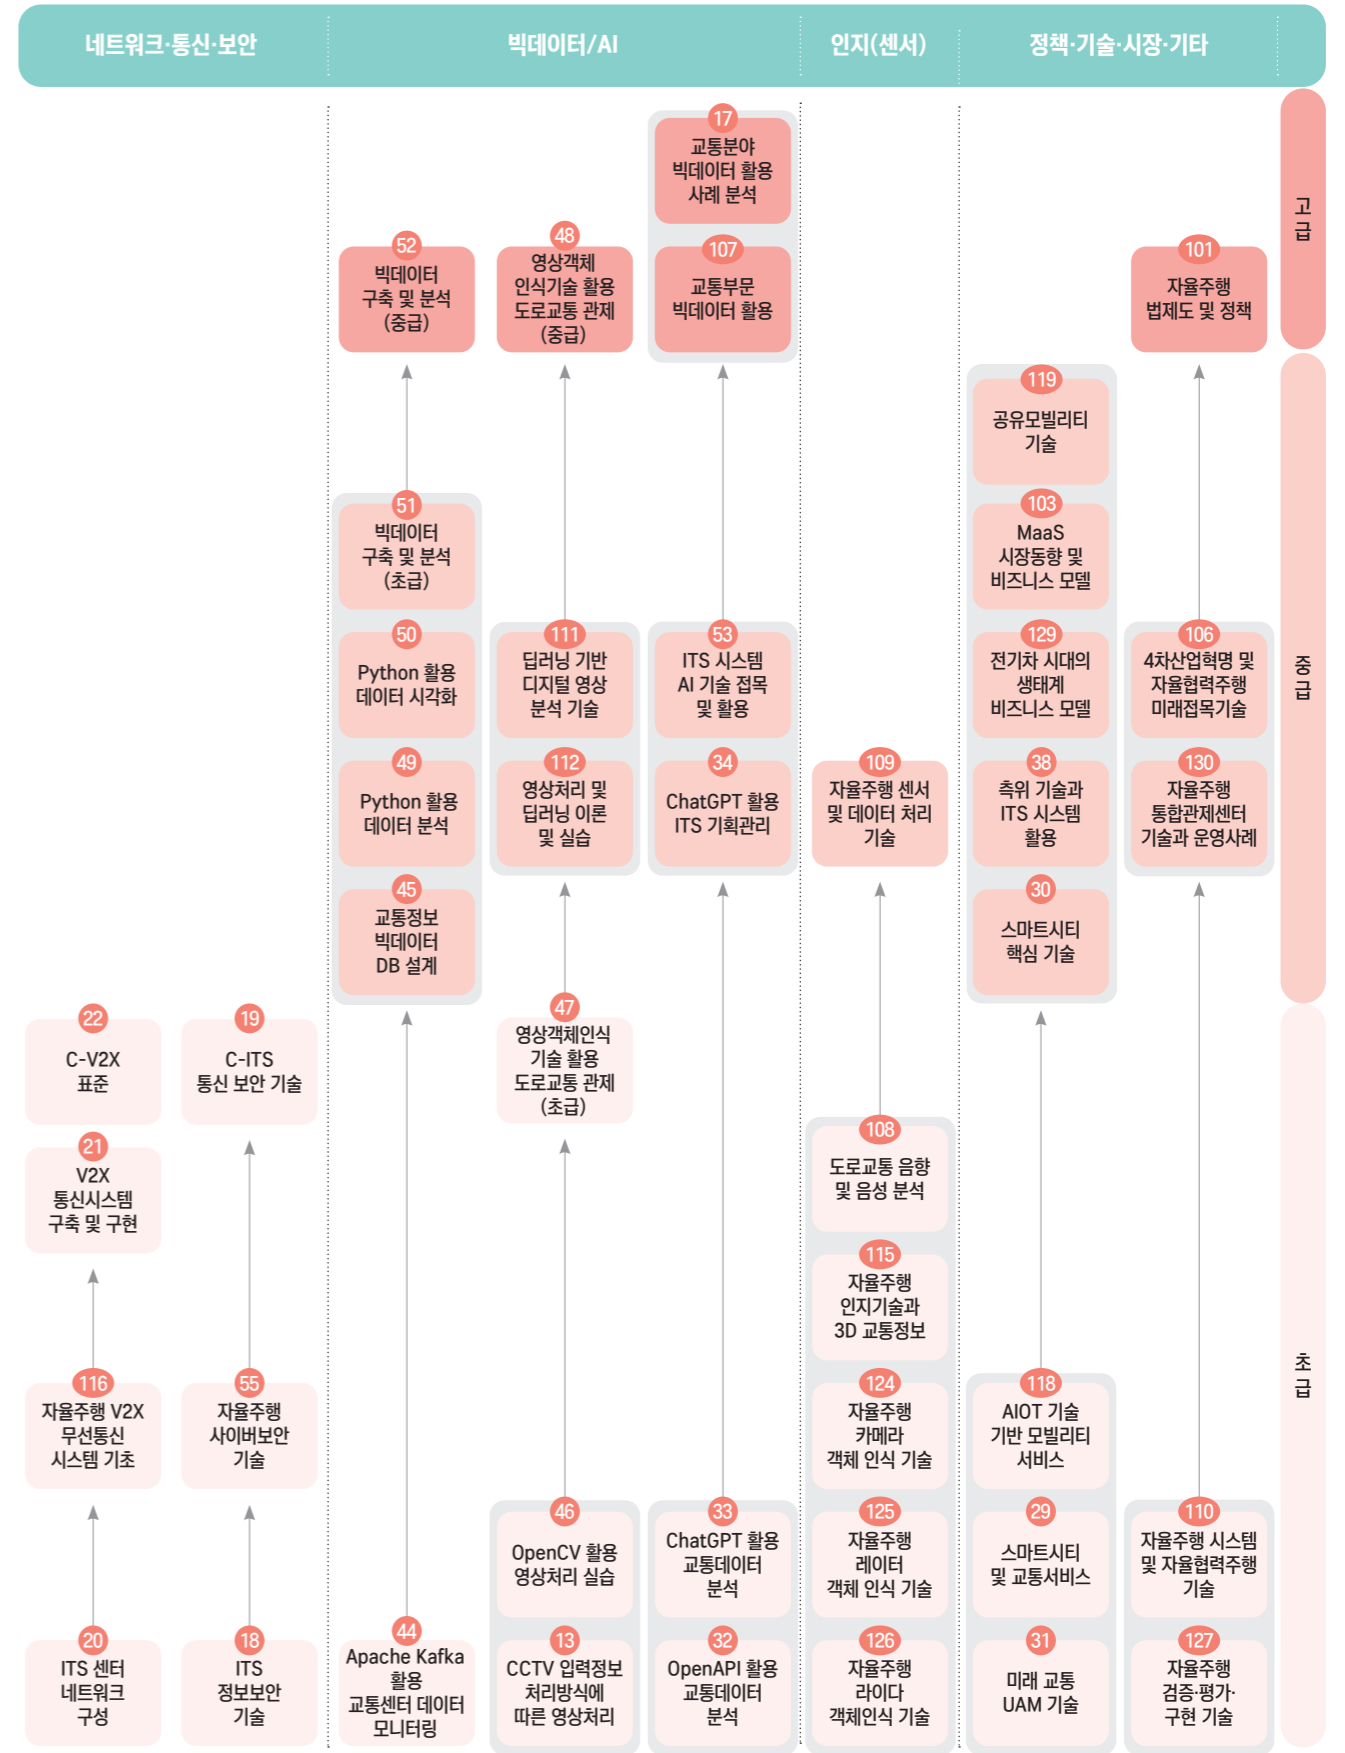 네트워크·통신·보안
빅데이터/AI
인지(센서)
정책·기술·시장·기타
고급
중급
초급
17
교통분야
빅데이터 활용
사례 분석
52
빅데이터
구축 및 분석
(중급)
48
영상객체
인식기술 활용
도로교통 관제
(중급)
107
교통부문
빅데이터 활용
101
자율주행
법제도 및 정책
119
공유모빌리티
기술
51
빅데이터
구축 및 분석
(초급)
103
MaaS
시장동향 및
비즈니스 모델
50
Python 활용
데이터 시각화
111
딥러닝 기반
디지털 영상
분석 기술
53
ITS 시스템
AI 기술 접목
및 활용
129
전기차 시대의
생태계
비즈니스 모델
106
4차산업혁명 및
자율협력주행
미래접목기술
49
Python 활용
데이터 분석
112
영상처리 및
딥러닝 이론
및 실습
34
ChatGPT 활용
ITS 기획관리
109
자율주행 센서
및 데이터 처리
기술
38
측위 기술과
ITS 시스템
활용
130
자율주행
통합관제센터
기술과 운영사례
45
교통정보
빅데이터
DB 설계
30
스마트시티
핵심 기술
22
C-V2X
표준
19
C-ITS
통신 보안 기술
47
영상객체인식
기술 활용
도로교통 관제
(초급)
21
V2X
통신시스템
구축 및 구현
108
도로교통 음향
및 음성 분석
115
자율주행
인지기술과
3D 교통정보
116
자율주행 V2X
무선통신
시스템 기초
55
자율주행
사이버보안
기술
124
자율주행
카메라
객체 인식 기술
118
AIOT 기술
기반 모빌리티
서비스
46
OpenCV 활용
영상처리 실습
33
ChatGPT 활용
교통데이터
분석
125
자율주행
레이터
객체 인식 기술
29
스마트시티
및 교통서비스
110
자율주행 시스템
및 자율협력주행
기술
20
ITS 센터
네트워크
구성
18
ITS
정보보안
기술
44
Apache Kafka
활용
교통센터 데이터
모니터링
13
CCTV 입력정보
처리방식에
따른 영상처리
32
OpenAPI 활용
교통데이터
분석
126
자율주행
라이다
객체인식 기술
31
미래 교통
UAM 기술
127
자율주행
검증·평가·
구현 기술